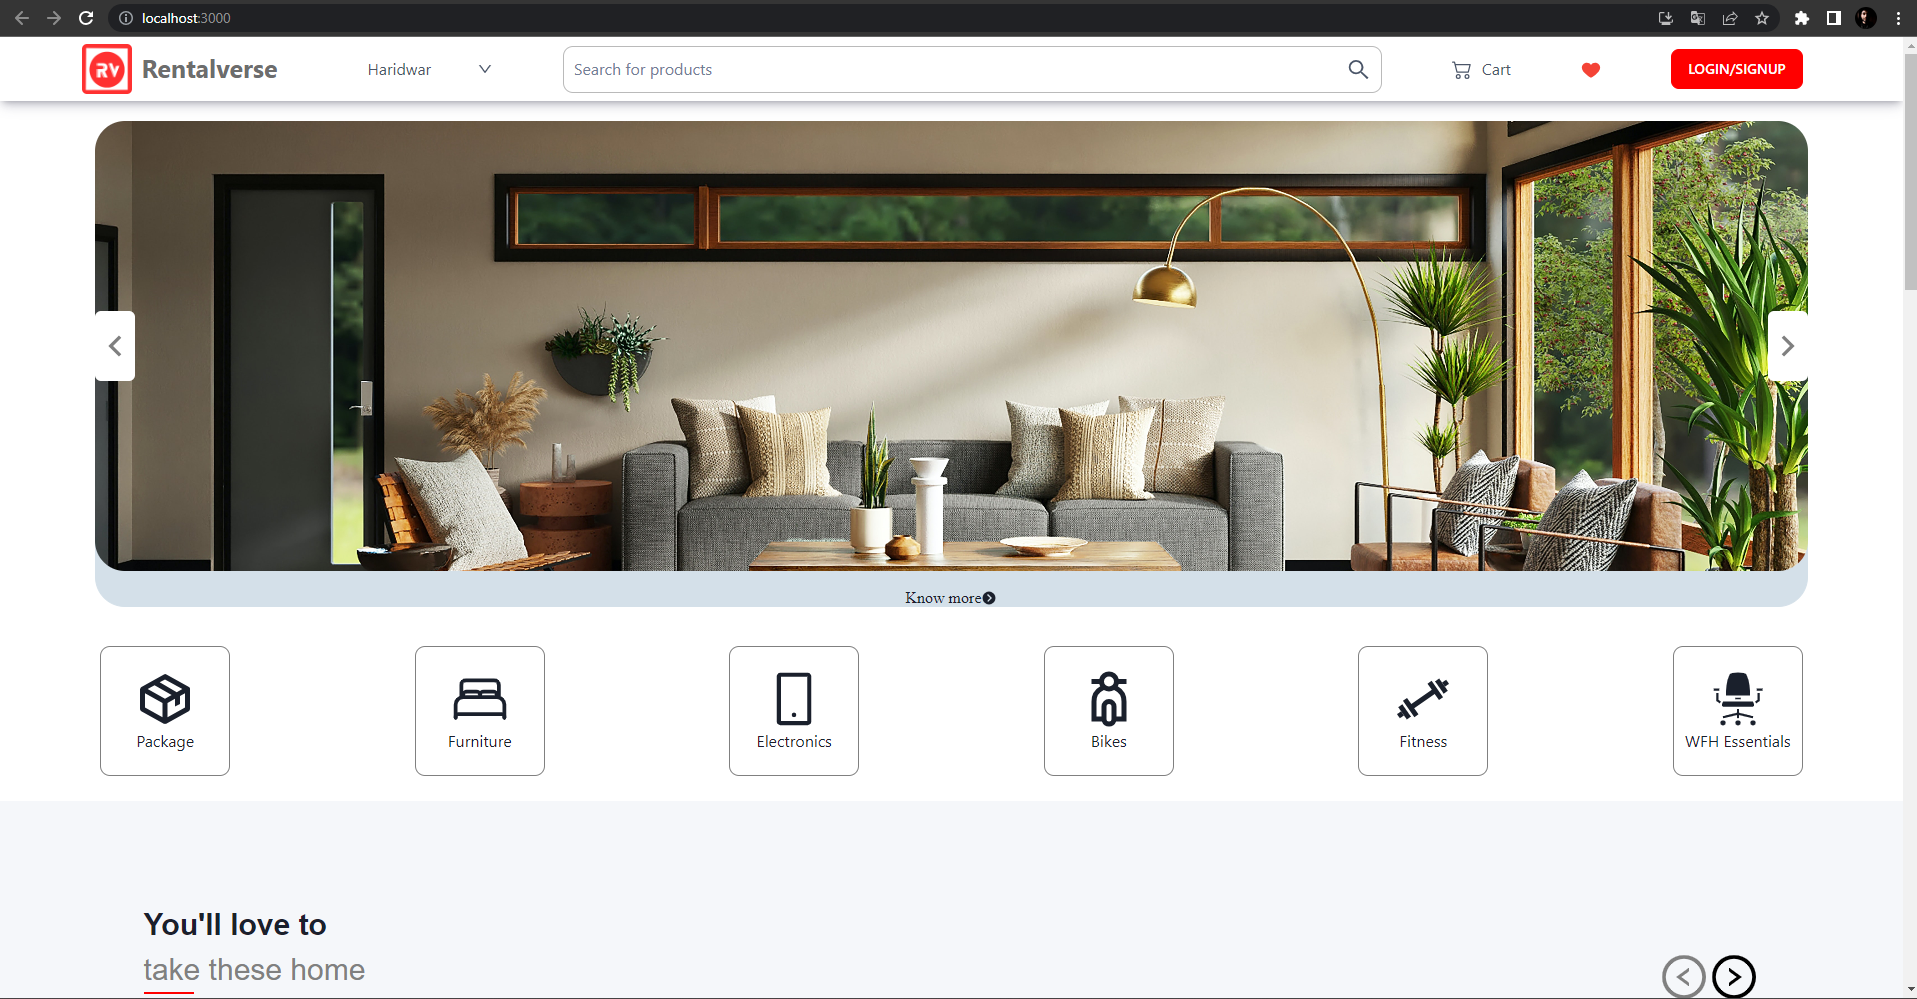 localhost:3000
RV Rentalverse
Haridwar
Search for products
Cart
LOGIN/SIGNUP
Know more
Package
Furniture
Electronics
Bikes
Fitness
WFH Essentials
You'll love to
take these home